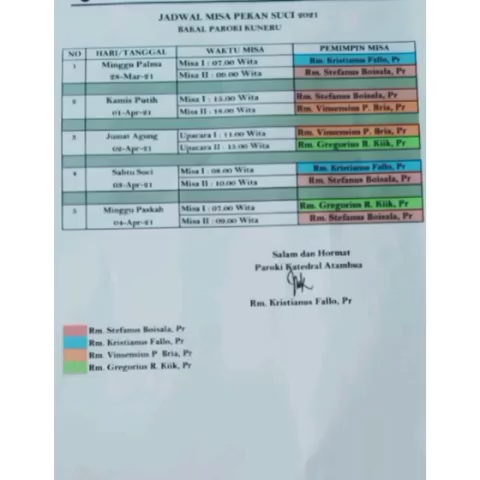 JADWAL MISA PEKAN SUCI 2021
BAKAL PAROKI KUNERU
NO HARI/TANGGAL WAKTU MISA PEMIMPIN MISA
1 Minggu Palma Misa I : 07.00 Wita Rm. Kristianus Fallo, Pr
28-Mar-21 Misa II : 09.00 Wita Rm. Stefanus Boisala, Pr
2 Kamis Putih Misa I : 15.00 Wita Rm. Stefanus Boisala, Pr
01-Apr-21 Misa II : 18.00 Wita Rm. Vinsensius P. Bria, Pr
3 Jumat Agung Upacara I : 11.00 Wita Rm. Vinsensius P. Bria, Pr
02-Apr-21 Upacara II : 15.00 Wita Rm. Gregorius R. Kiik, Pr
4 Sabtu Suci Misa I : 08.00 Wita Rm. Kristianus Fallo, Pr
03-Apr-21 Misa II : 10.00 Wita Rm. Stefanus Boisala, Pr
5 Minggu Paskah Misa I : 07.00 Wita Rm. Gregorius R. Kiik, Pr
04-Apr-21 Misa II : 09.00 Wita Rm. Stefanus Boisala, Pr
Salam dan Hormat
Paroki Katedral Atambua
Rm. Kristianus Fallo, Pr
Rm. Stefanus Boisala, Pr
Rm. Kristianus Fallo, Pr
Rm. Vinsensius P. Bria, Pr
Rm. Gregorius R. Kiik, Pr